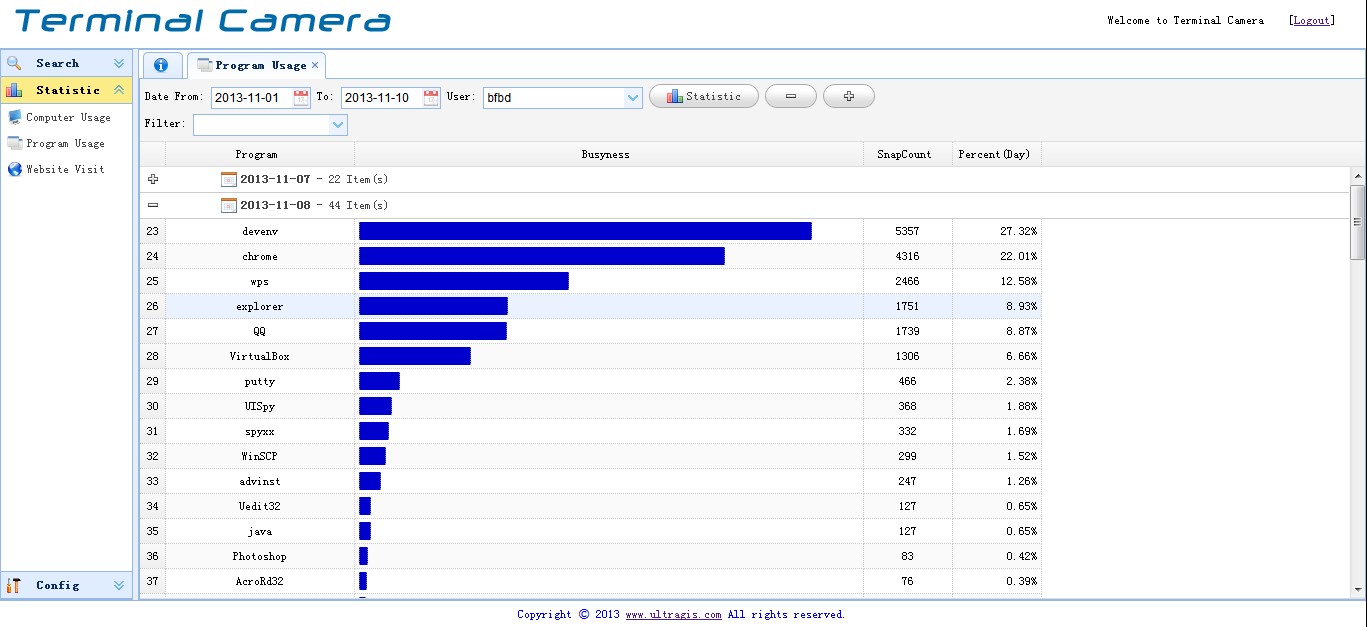 Terminal Camera
Welcome to Terminal Camera [Logout]
Search
Statistic
Computer Usage
Program Usage
Website Visit
Config
Program Usage ×
Date From: 2013-11-01 To: 2013-11-10 User: bfbd Statistic
Filter:
Program Busyness SnapCount Percent(Day)
2013-11-07 - 22 Item(s)
2013-11-08 - 44 Item(s)
23 devenv 5357 27.32%
24 chrome 4316 22.01%
25 wps 2466 12.58%
26 explorer 1751 8.93%
27 QQ 1739 8.87%
28 VirtualBox 1306 6.66%
29 putty 466 2.38%
30 UISpy 368 1.88%
31 spyxx 332 1.69%
32 WinSCP 299 1.52%
33 advinst 247 1.26%
34 Uedit32 127 0.65%
35 java 127 0.65%
36 Photoshop 83 0.42%
37 AcroRd32 76 0.39%
Copyright © 2013 www.ultragis.com All rights reserved.